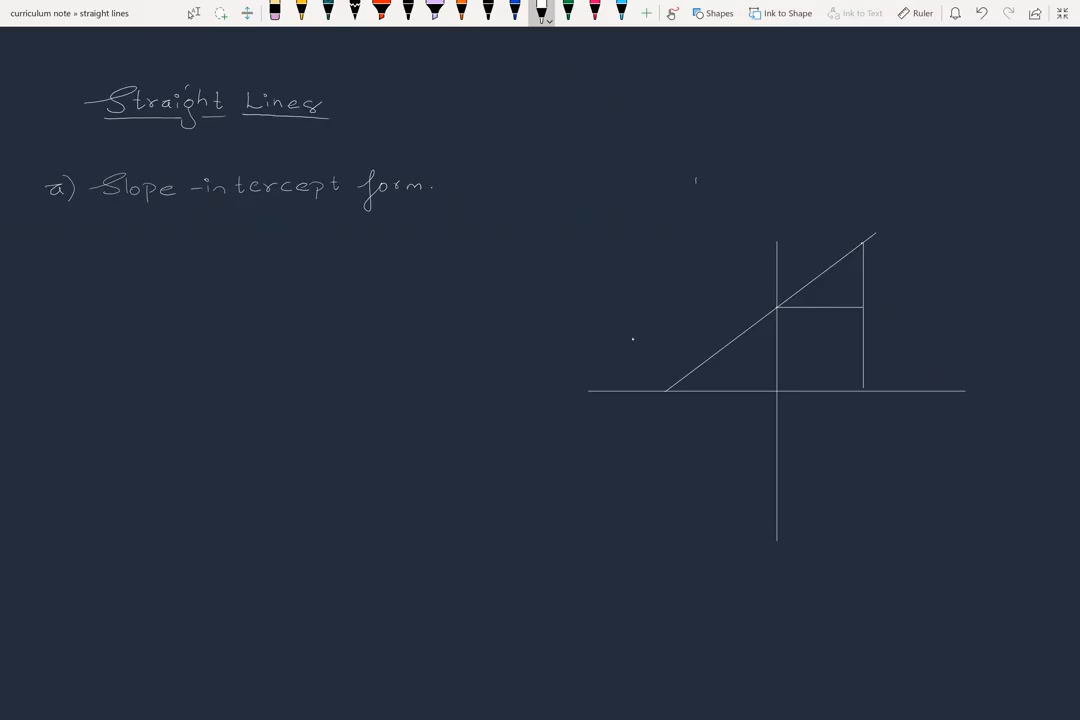 curriculum note » straight lines
Shapes
Ink to Shape
Ink to Text
Ruler
Straight Lines
a) Slope-intercept form.